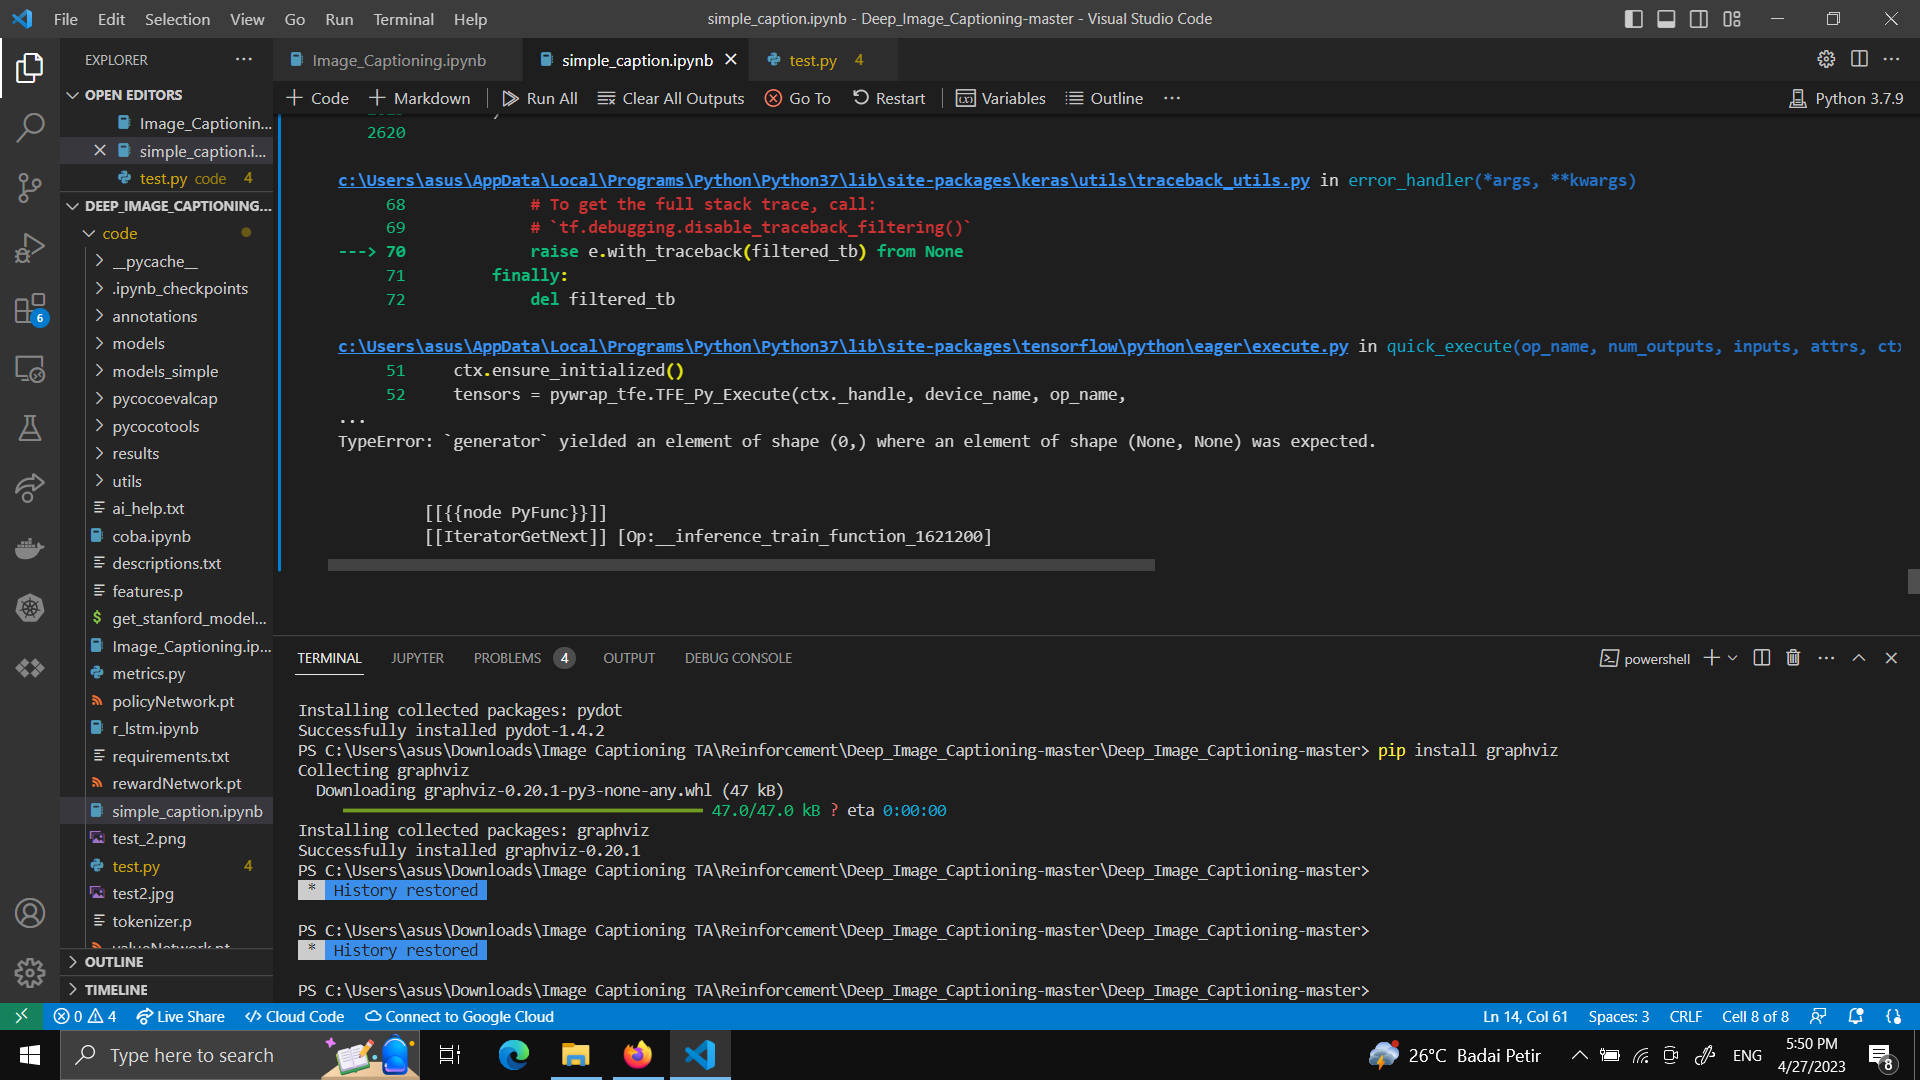 File Edit Selection View Go Run Terminal Help
simple_caption.ipynb - Deep_Image_Captioning-master - Visual Studio Code
EXPLORER
Image_Captioning.ipynb
simple_caption.ipynb
test.py 4
OPEN EDITORS
Code Markdown Run All Clear All Outputs Go To Restart Variables Outline
Python 3.7.9
Image_Captionin...
simple_caption.i...
test.py code 4
DEEP_IMAGE_CAPTIONING...
code
__pycache__
.ipynb_checkpoints
annotations
models
models_simple
pycocoevalcap
pycocotools
results
utils
ai_help.txt
coba.ipynb
descriptions.txt
features.p
get_stanford_model...
Image_Captioning.ip...
metrics.py
policyNetwork.pt
r_lstm.ipynb
requirements.txt
rewardNetwork.pt
simple_caption.ipynb
test_2.png
test.py 4
test2.jpg
tokenizer.p
valueNetwork.pt
OUTLINE
TIMELINE
6
2620
c:\Users\asus\AppData\Local\Programs\Python\Python37\lib\site-packages\keras\utils\traceback_utils.py in error_handler(*args, **kwargs)
68 # To get the full stack trace, call:
69 # `tf.debugging.disable_traceback_filtering()`
---> 70 raise e.with_traceback(filtered_tb) from None
71 finally:
72 del filtered_tb
c:\Users\asus\AppData\Local\Programs\Python\Python37\lib\site-packages\tensorflow\python\eager\execute.py in quick_execute(op_name, num_outputs, inputs, attrs, ctx
51 ctx.ensure_initialized()
52 tensors = pywrap_tfe.TFE_Py_Execute(ctx._handle, device_name, op_name,
...
TypeError: `generator` yielded an element of shape (0,) where an element of shape (None, None) was expected.
[[{{node PyFunc}}]]
[[IteratorGetNext]] [Op:__inference_train_function_1621200]
TERMINAL JUPYTER PROBLEMS 4 OUTPUT DEBUG CONSOLE
powershell
Installing collected packages: pydot
Successfully installed pydot-1.4.2
PS C:\Users\asus\Downloads\Image Captioning TA\Reinforcement\Deep_Image_Captioning-master\Deep_Image_Captioning-master> pip install graphviz
Collecting graphviz
Downloading graphviz-0.20.1-py3-none-any.whl (47 kB)
47.0/47.0 kB ? eta 0:00:00
Installing collected packages: graphviz
Successfully installed graphviz-0.20.1
PS C:\Users\asus\Downloads\Image Captioning TA\Reinforcement\Deep_Image_Captioning-master\Deep_Image_Captioning-master>
* History restored
PS C:\Users\asus\Downloads\Image Captioning TA\Reinforcement\Deep_Image_Captioning-master\Deep_Image_Captioning-master>
* History restored
PS C:\Users\asus\Downloads\Image Captioning TA\Reinforcement\Deep_Image_Captioning-master\Deep_Image_Captioning-master>
0 4 Live Share Cloud Code Connect to Google Cloud
Ln 14, Col 61 Spaces: 3 CRLF Cell 8 of 8
Type here to search
26°C Badai Petir
ENG
5:50 PM
4/27/2023
8